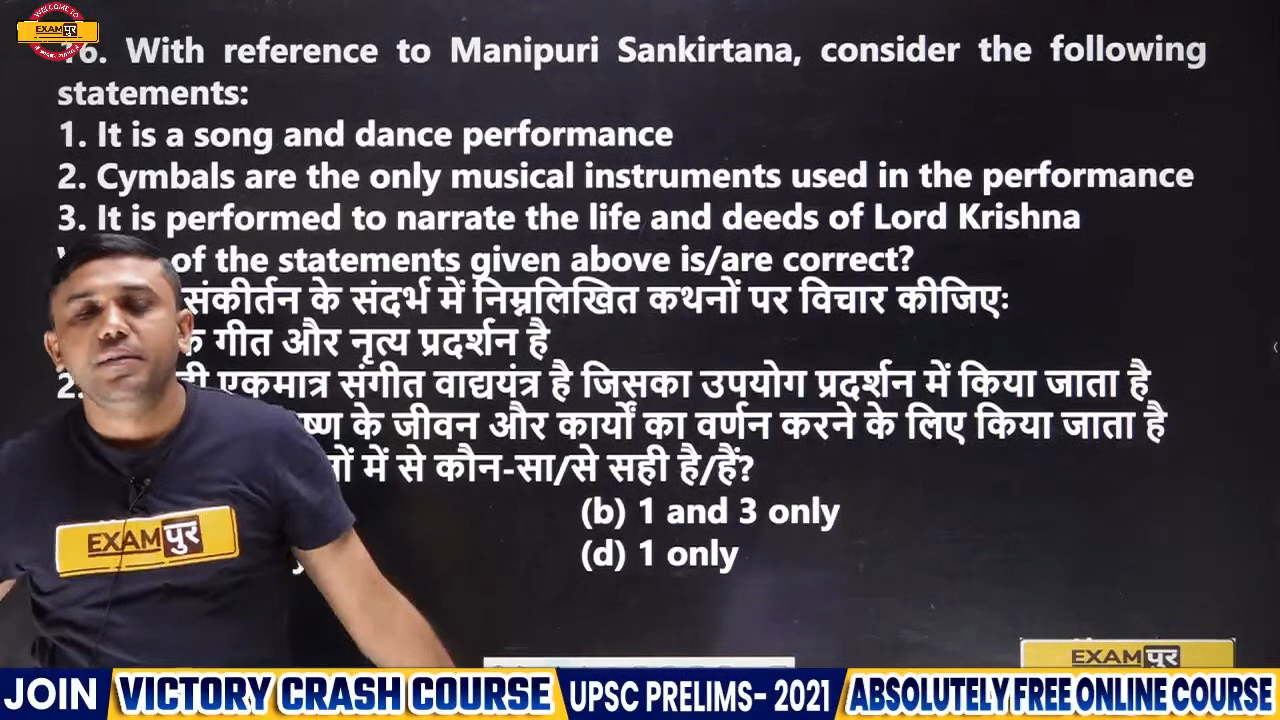 WELCOME TO
EXAMपुर
6. With reference to Manipuri Sankirtana, consider the following
statements:
1. It is a song and dance performance
2. Cymbals are the only musical instruments used in the performance
3. It is performed to narrate the life and deeds of Lord Krishna
of the statements given above is/are correct?
संकीर्तन के संदर्भ में निम्नलिखित कथनों पर विचार कीजिएः
गीत और नृत्य प्रदर्शन है
2. एकमात्र संगीत वाद्ययंत्र है जिसका उपयोग प्रदर्शन में किया जाता है
के जीवन और कार्यों का वर्णन करने के लिए किया जाता है
में से कौन-सा/से सही है/हैं?
(b) 1 and 3 only
(d) 1 only
EXAMपुर
EXAMपुर
JOIN VICTORY CRASH COURSE UPSC PRELIMS- 2021 ABSOLUTELY FREE ONLINE COURSE